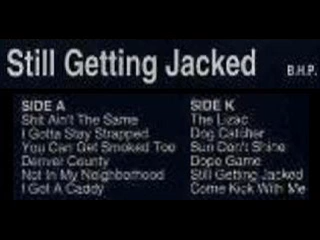 Still Getting Jacked
B.H.P.
SIDE A
Shit Ain't The Same
I Gotta Stay Strapped
You Can Get Smoked Too
Denver County
Not In My Neighborhood
I Got A Caddy
SIDE K
The Lizac
Dog Catcher
Sun Don't Shine
Dope Game
Still Getting Jacked
Come Kick With Me